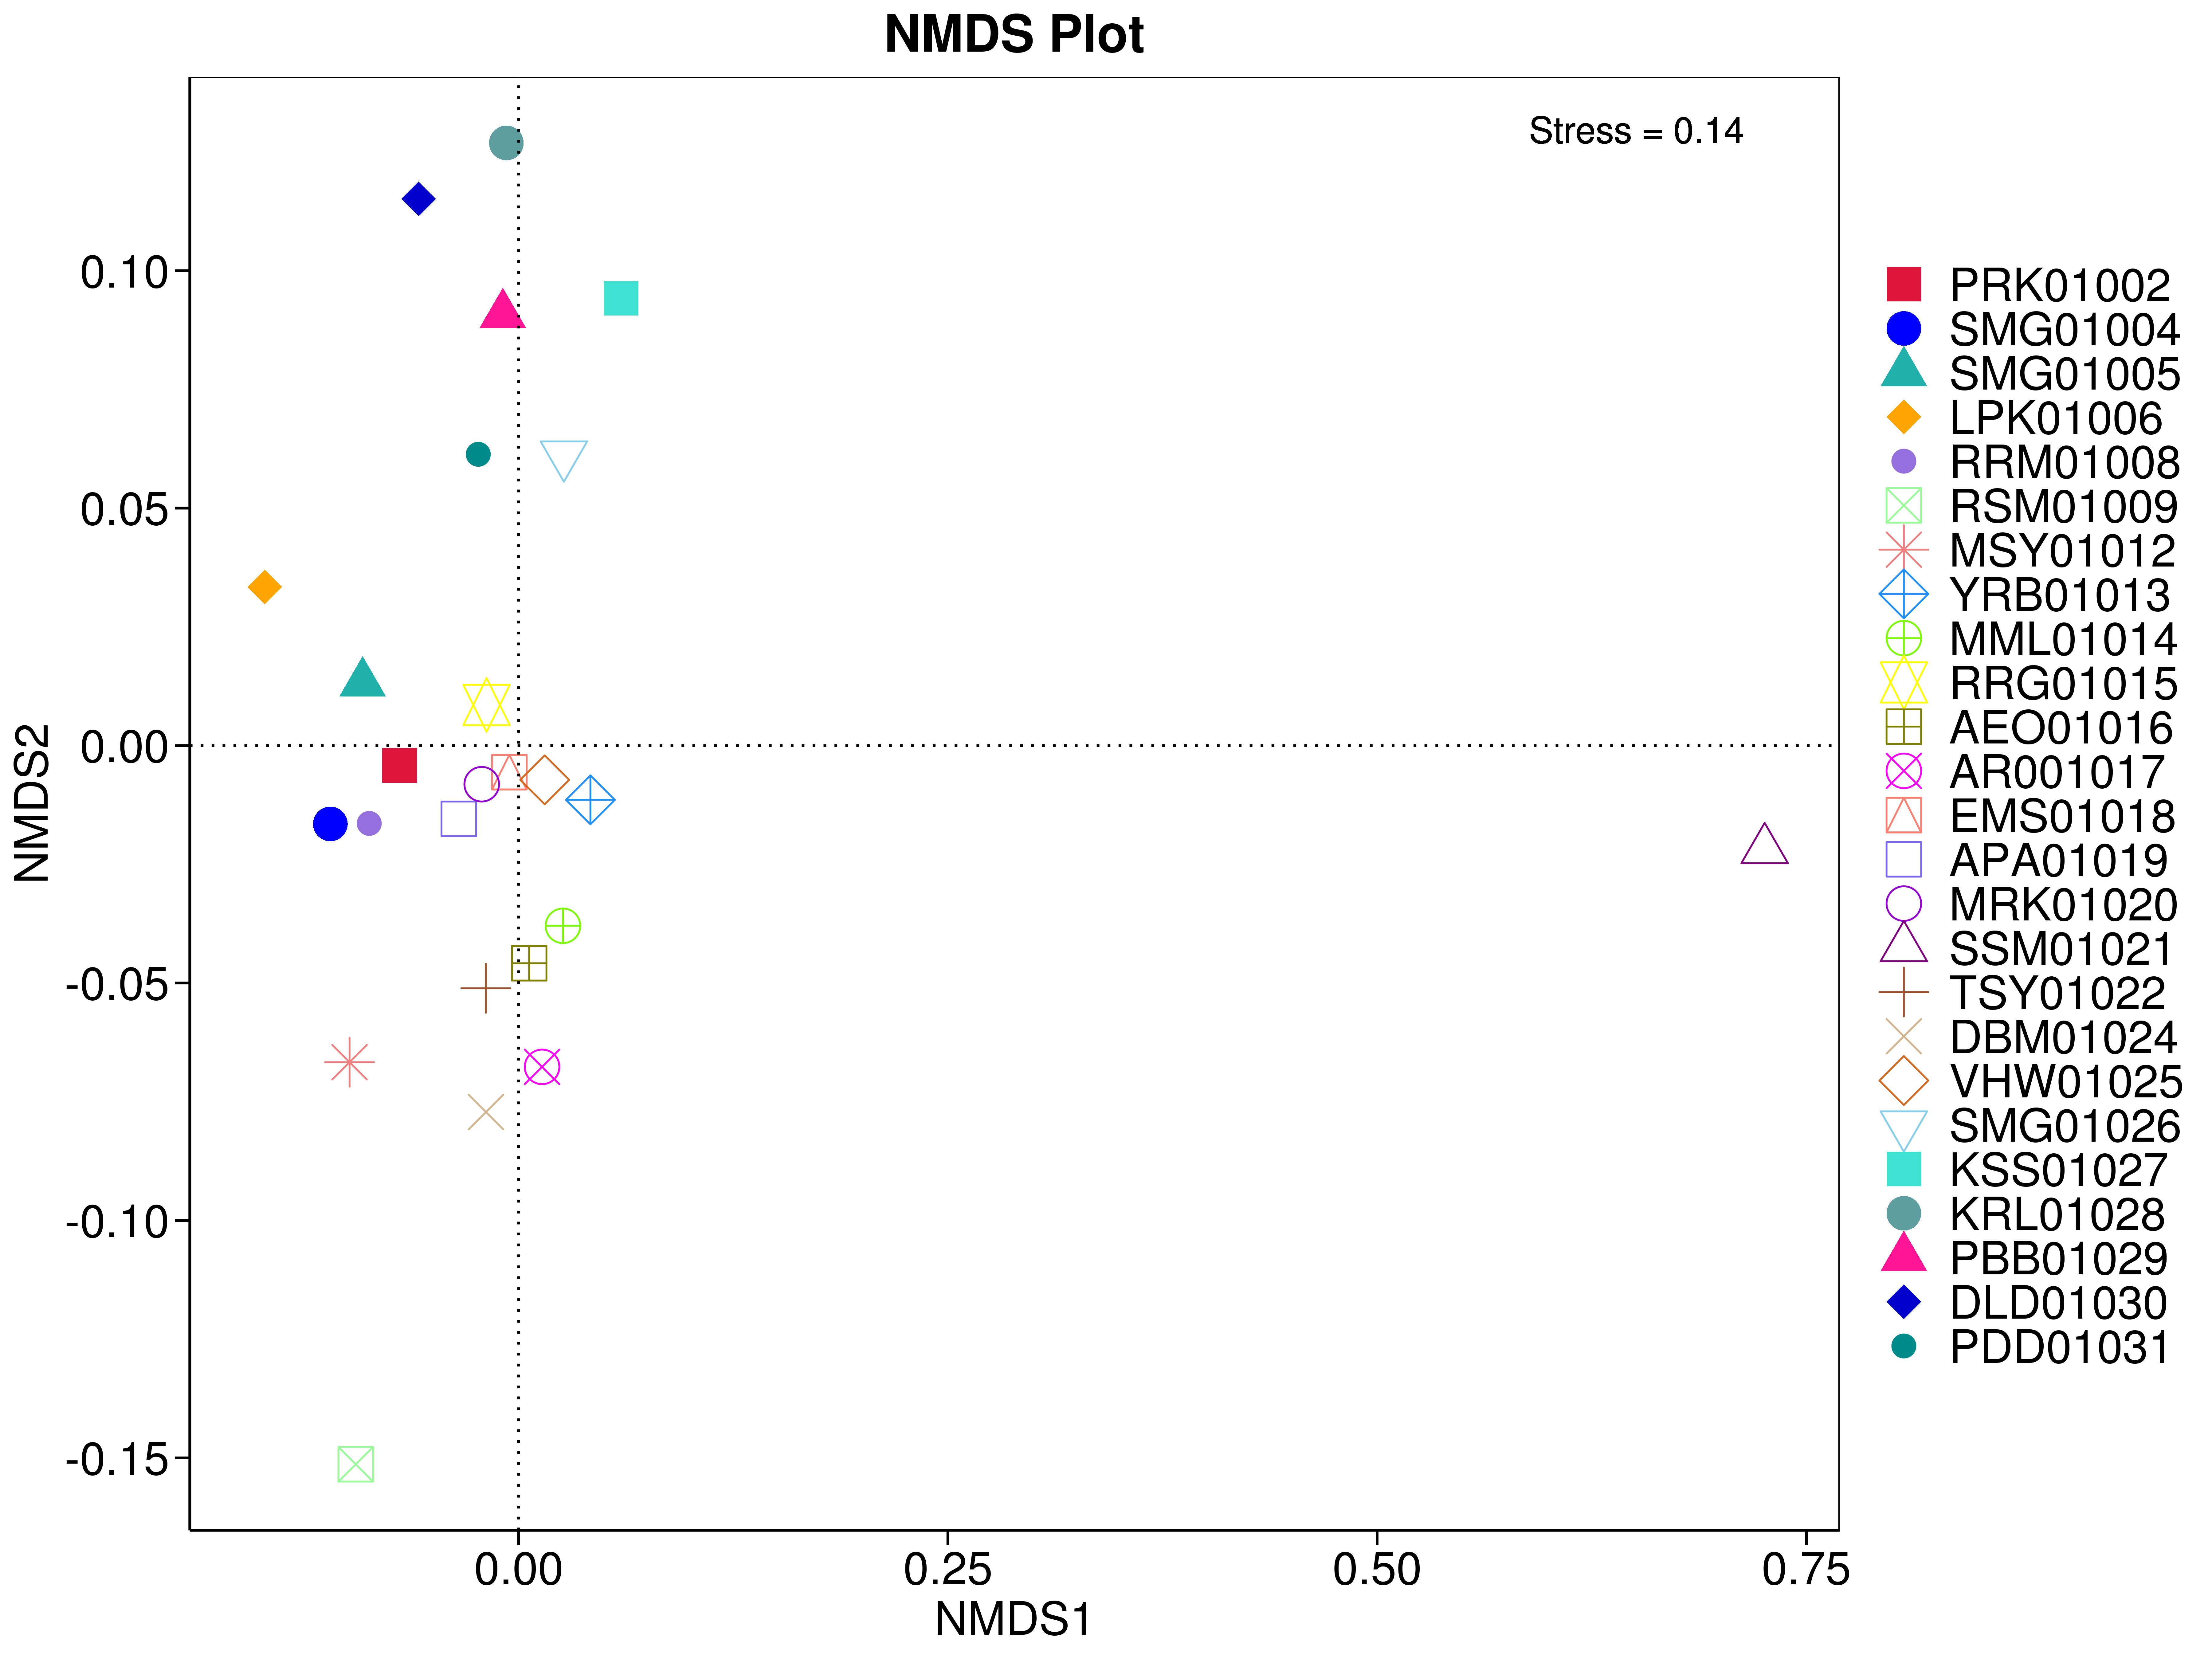 NMDS Plot
Stress = 0.14
0.10
0.05
0.00
-0.05
-0.10
-0.15
NMDS2
0.00 0.25 0.50 0.75
NMDS1
PRK01002
SMG01004
SMG01005
LPK01006
RRM01008
RSM01009
MSY01012
YRB01013
MML01014
RRG01015
AEO01016
AR001017
EMS01018
APA01019
MRK01020
SSM01021
TSY01022
DBM01024
VHW01025
SMG01026
KSS01027
KRL01028
PBB01029
DLD01030
PDD01031